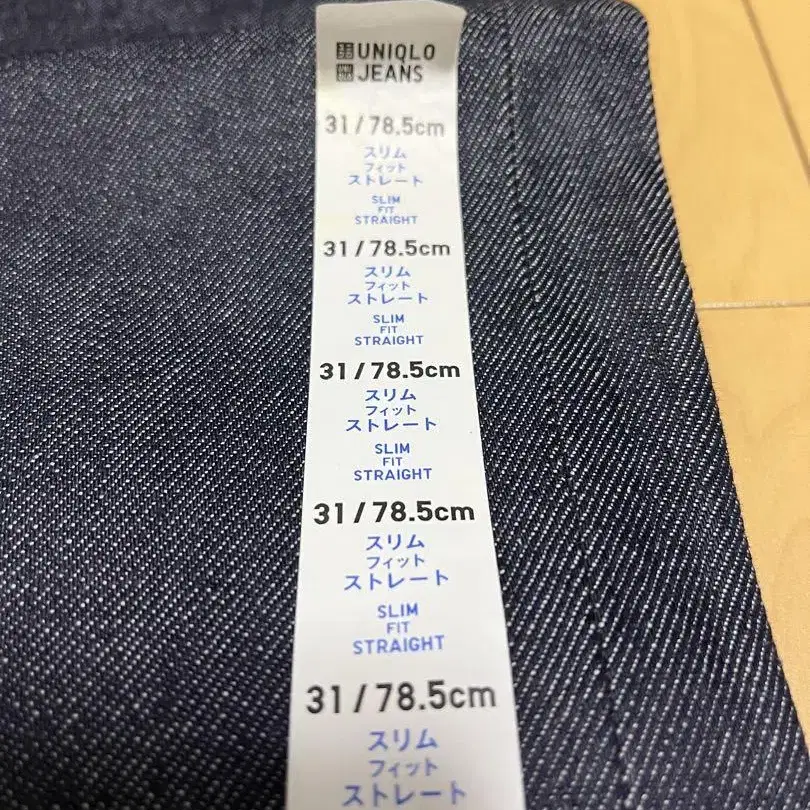 UNIQLO
JEANS
31/78.5cm
スリム
フィット
ストレート
SLIM
FIT
STRAIGHT
31/78.5cm
スリム
フィット
ストレート
SLIM
FIT
STRAIGHT
31/78.5cm
スリム
フィット
ストレート
SLIM
FIT
STRAIGHT
31/78.5cm
スリム
フィット
ストレート
SLIM
FIT
STRAIGHT
31/78.5cm
スリム
フィット
ストレート